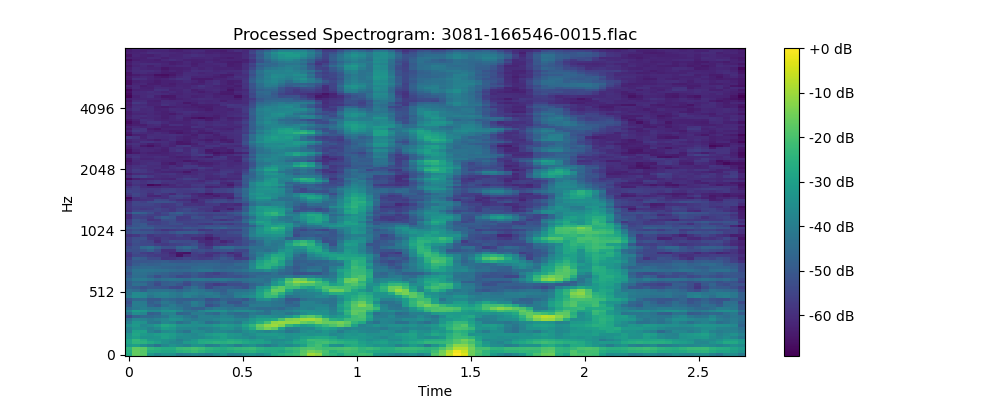 Processed Spectrogram: 3081-166546-0015.flac
+0 dB
4096
-10 dB
-20 dB
2048
-30 dB
Hz
1024
-40 dB
-50 dB
512
-60 dB
0
0 0.5 1 1.5 2 2.5
Time